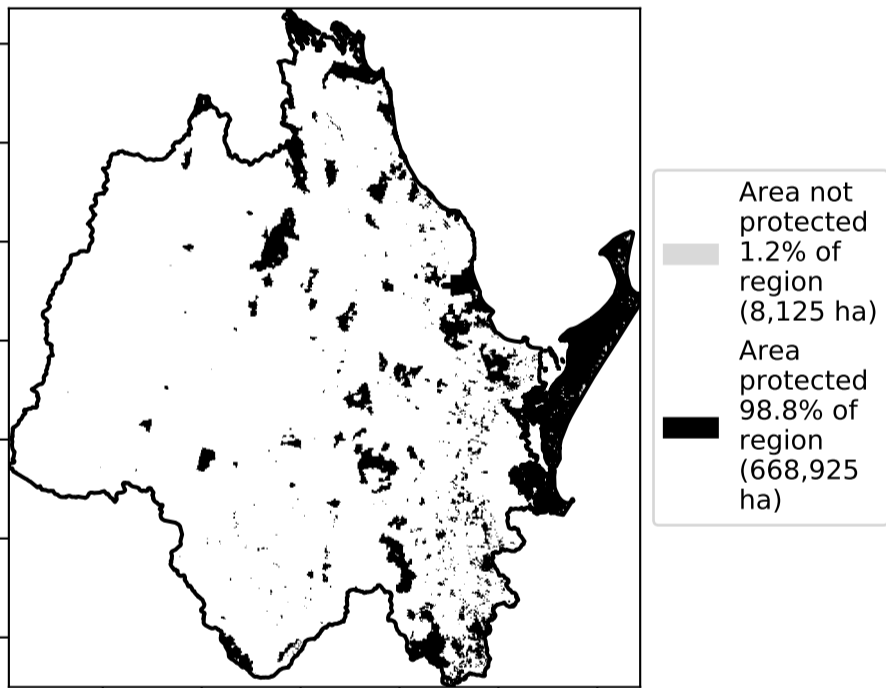 Area not
protected
1.2% of
region
(8,125 ha)
Area
protected
98.8% of
region
(668,925
ha)